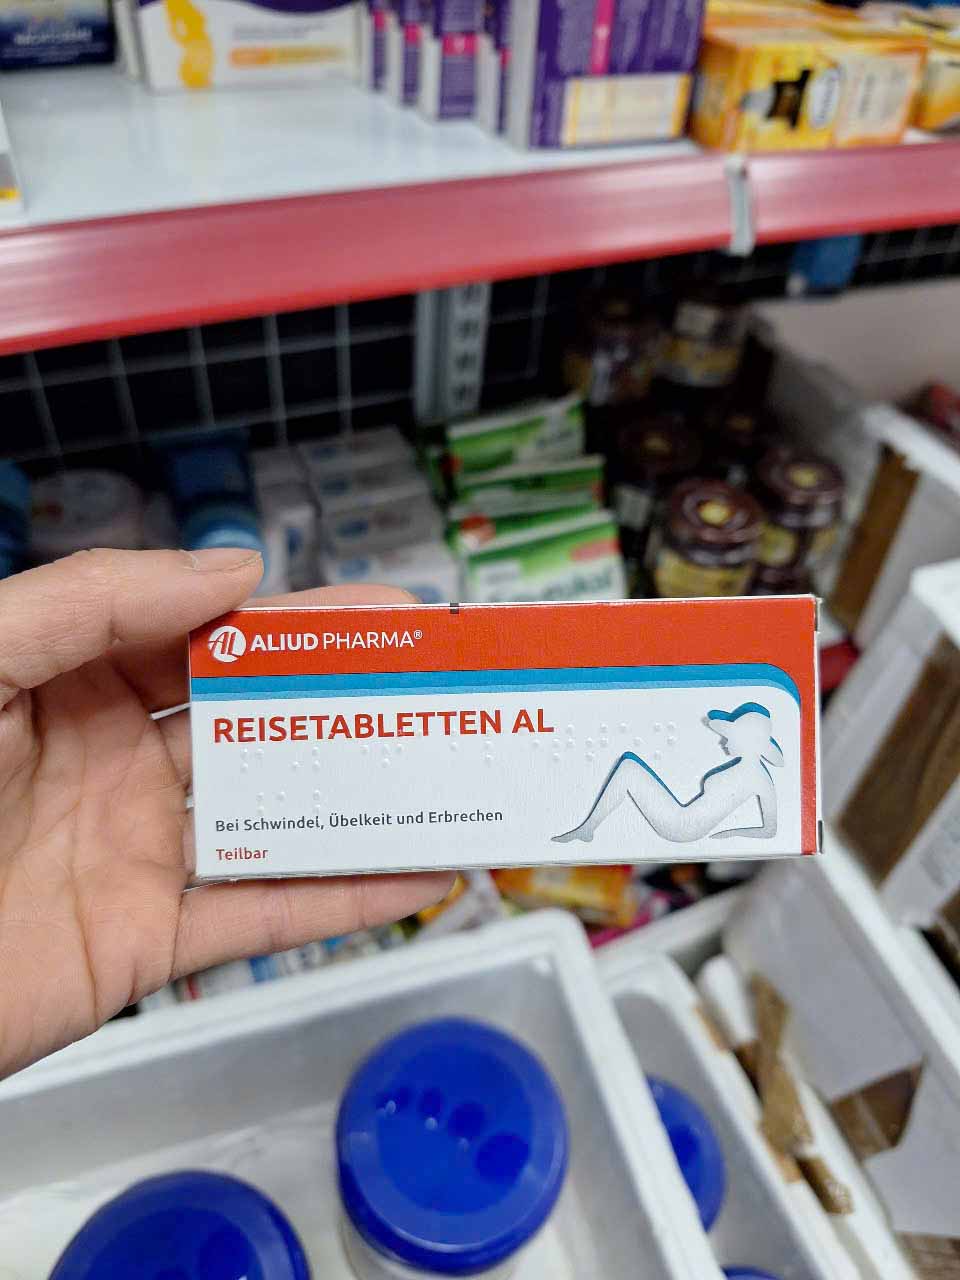 AL ALIUD PHARMA®
REISETABLETTEN AL
Bei Schwindel, Übelkeit und Erbrechen
Teilbar